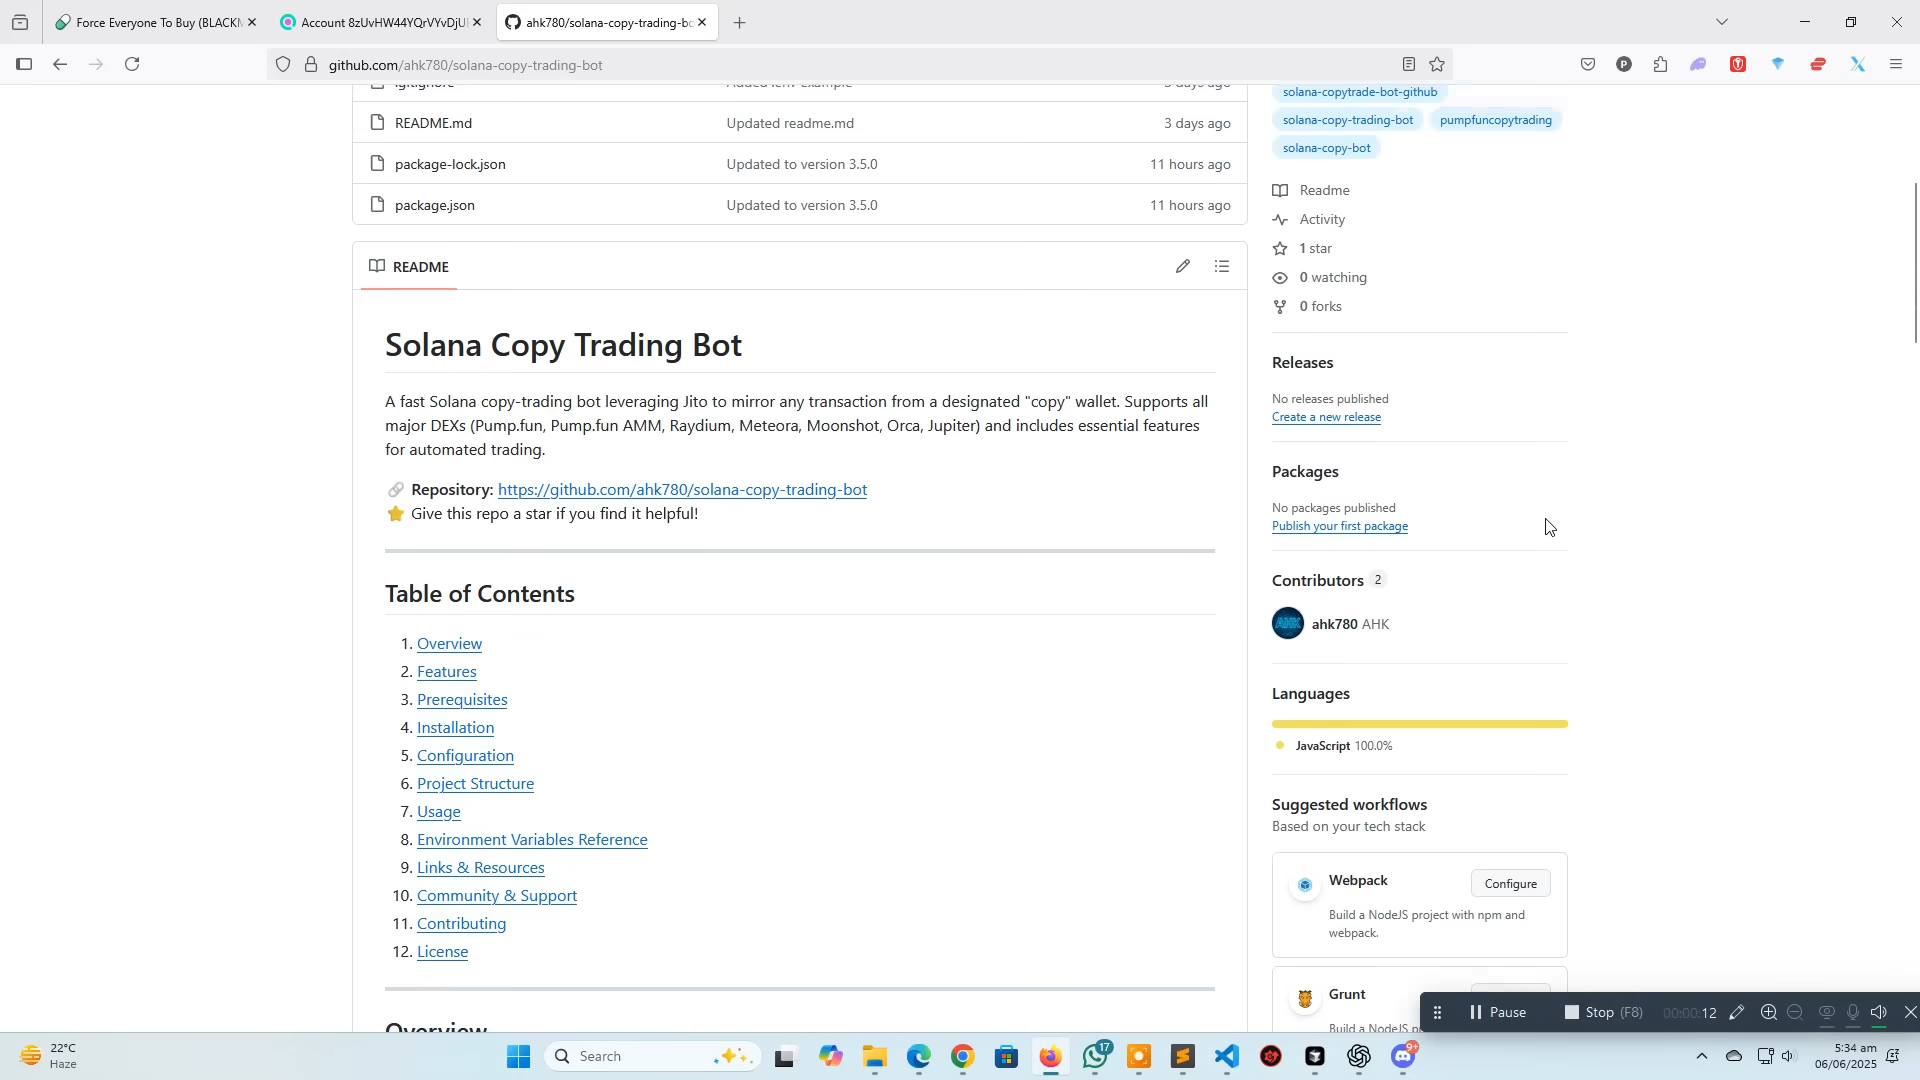 Force Everyone To Buy (BLACKM
Account 8zUvHW44YQrVYvDjUl
ahk780/solana-copy-trading-bo
github.com/ahk780/solana-copy-trading-bot
README.md Updated readme.md 3 days ago
package-lock.json Updated to version 3.5.0 11 hours ago
package.json Updated to version 3.5.0 11 hours ago
README
Solana Copy Trading Bot
A fast Solana copy-trading bot leveraging Jito to mirror any transaction from a designated "copy" wallet. Supports all
major DEXs (Pump.fun, Pump.fun AMM, Raydium, Meteora, Moonshot, Orca, Jupiter) and includes essential features
for automated trading.
Repository: https://github.com/ahk780/solana-copy-trading-bot
Give this repo a star if you find it helpful!
Table of Contents
1. Overview
2. Features
3. Prerequisites
4. Installation
5. Configuration
6. Project Structure
7. Usage
8. Environment Variables Reference
9. Links & Resources
10. Community & Support
11. Contributing
12. License
Overview
solana-copytrade-bot-github
solana-copy-trading-bot pumpfuncopytrading
solana-copy-bot
Readme
Activity
1 star
0 watching
0 forks
Releases
No releases published
Create a new release
Packages
No packages published
Publish your first package
Contributors 2
AHK
ahk780 AHK
Languages
JavaScript 100.0%
Suggested workflows
Based on your tech stack
Webpack
Configure
Build a NodeJS project with npm and
webpack.
Grunt
Build a NodeJS pr
Pause
Stop (F8)
00:00:12
22°C
Haze
Search
17
9+
5:34 am
06/06/2025